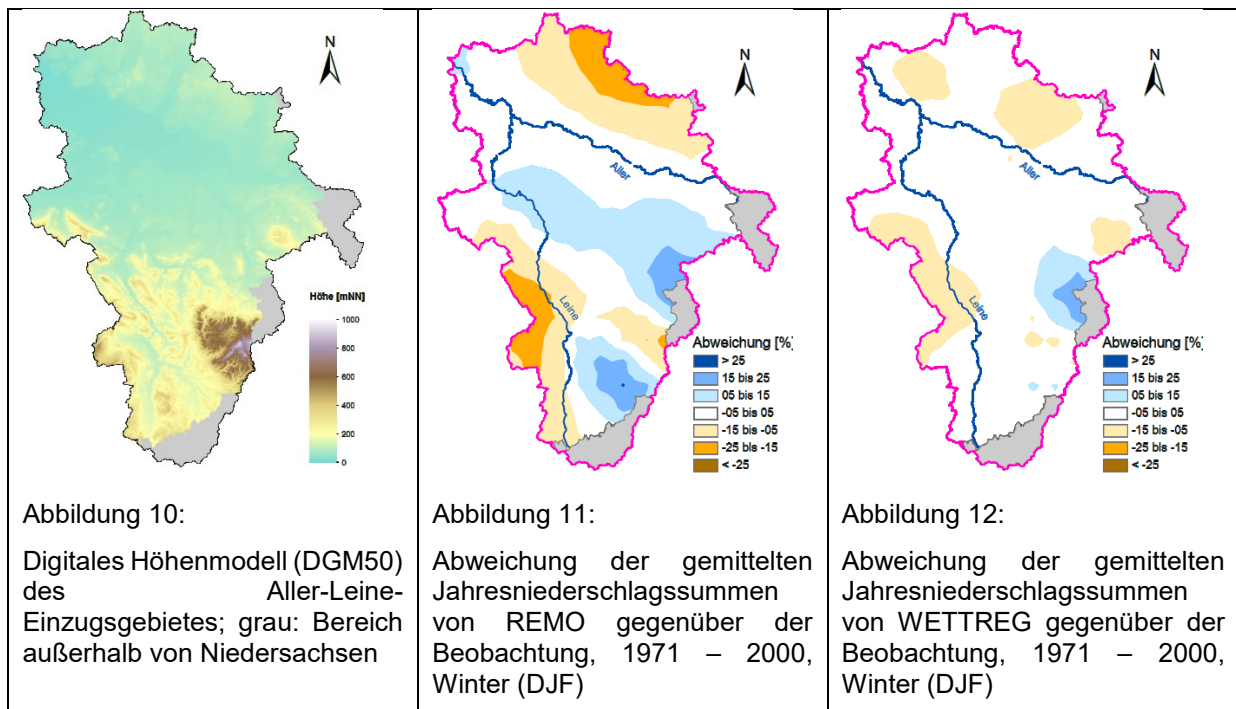 N
Höhe [mNN]
1000
800
600
400
200
0
Abbildung 10:
Digitales Höhenmodell (DGM50)
des Aller-Leine-
Einzugsgebietes; grau: Bereich
außerhalb von Niedersachsen
N
Aller
Leine
Abweichung [%]
> 25
15 bis 25
05 bis 15
-05 bis 05
-15 bis -05
-25 bis -15
< -25
Abbildung 11:
Abweichung der gemittelten
Jahresniederschlagssummen
von REMO gegenüber der
Beobachtung, 1971 – 2000,
Winter (DJF)
N
Aller
Leine
Abweichung [%]
> 25
15 bis 25
05 bis 15
-05 bis 05
-15 bis -05
-25 bis -15
< -25
Abbildung 12:
Abweichung der gemittelten
Jahresniederschlagssummen
von WETTREG gegenüber der
Beobachtung, 1971 – 2000,
Winter (DJF)